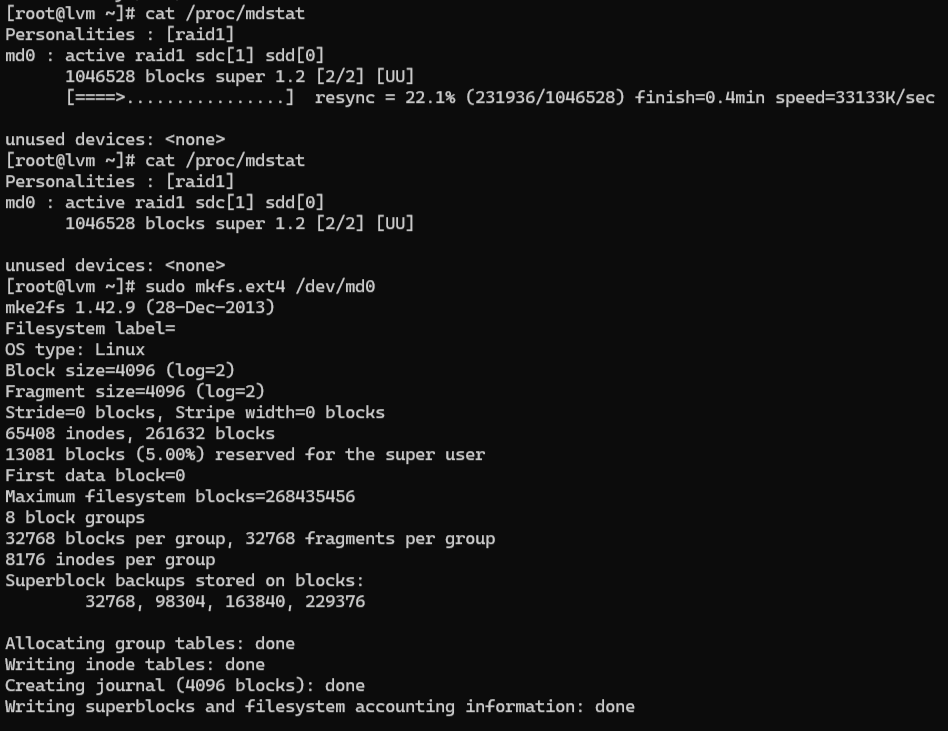 [root@lvm ~]# cat /proc/mdstat
Personalities : [raid1]
md0 : active raid1 sdc[1] sdd[0]
      1046528 blocks super 1.2 [2/2] [UU]
      [====>................]  resync = 22.1% (231936/1046528) finish=0.4min speed=33133K/sec

unused devices: <none>
[root@lvm ~]# cat /proc/mdstat
Personalities : [raid1]
md0 : active raid1 sdc[1] sdd[0]
      1046528 blocks super 1.2 [2/2] [UU]

unused devices: <none>
[root@lvm ~]# sudo mkfs.ext4 /dev/md0
mke2fs 1.42.9 (28-Dec-2013)
Filesystem label=
OS type: Linux
Block size=4096 (log=2)
Fragment size=4096 (log=2)
Stride=0 blocks, Stripe width=0 blocks
65408 inodes, 261632 blocks
13081 blocks (5.00%) reserved for the super user
First data block=0
Maximum filesystem blocks=268435456
8 block groups
32768 blocks per group, 32768 fragments per group
8176 inodes per group
Superblock backups stored on blocks:
        32768, 98304, 163840, 229376

Allocating group tables: done
Writing inode tables: done
Creating journal (4096 blocks): done
Writing superblocks and filesystem accounting information: done